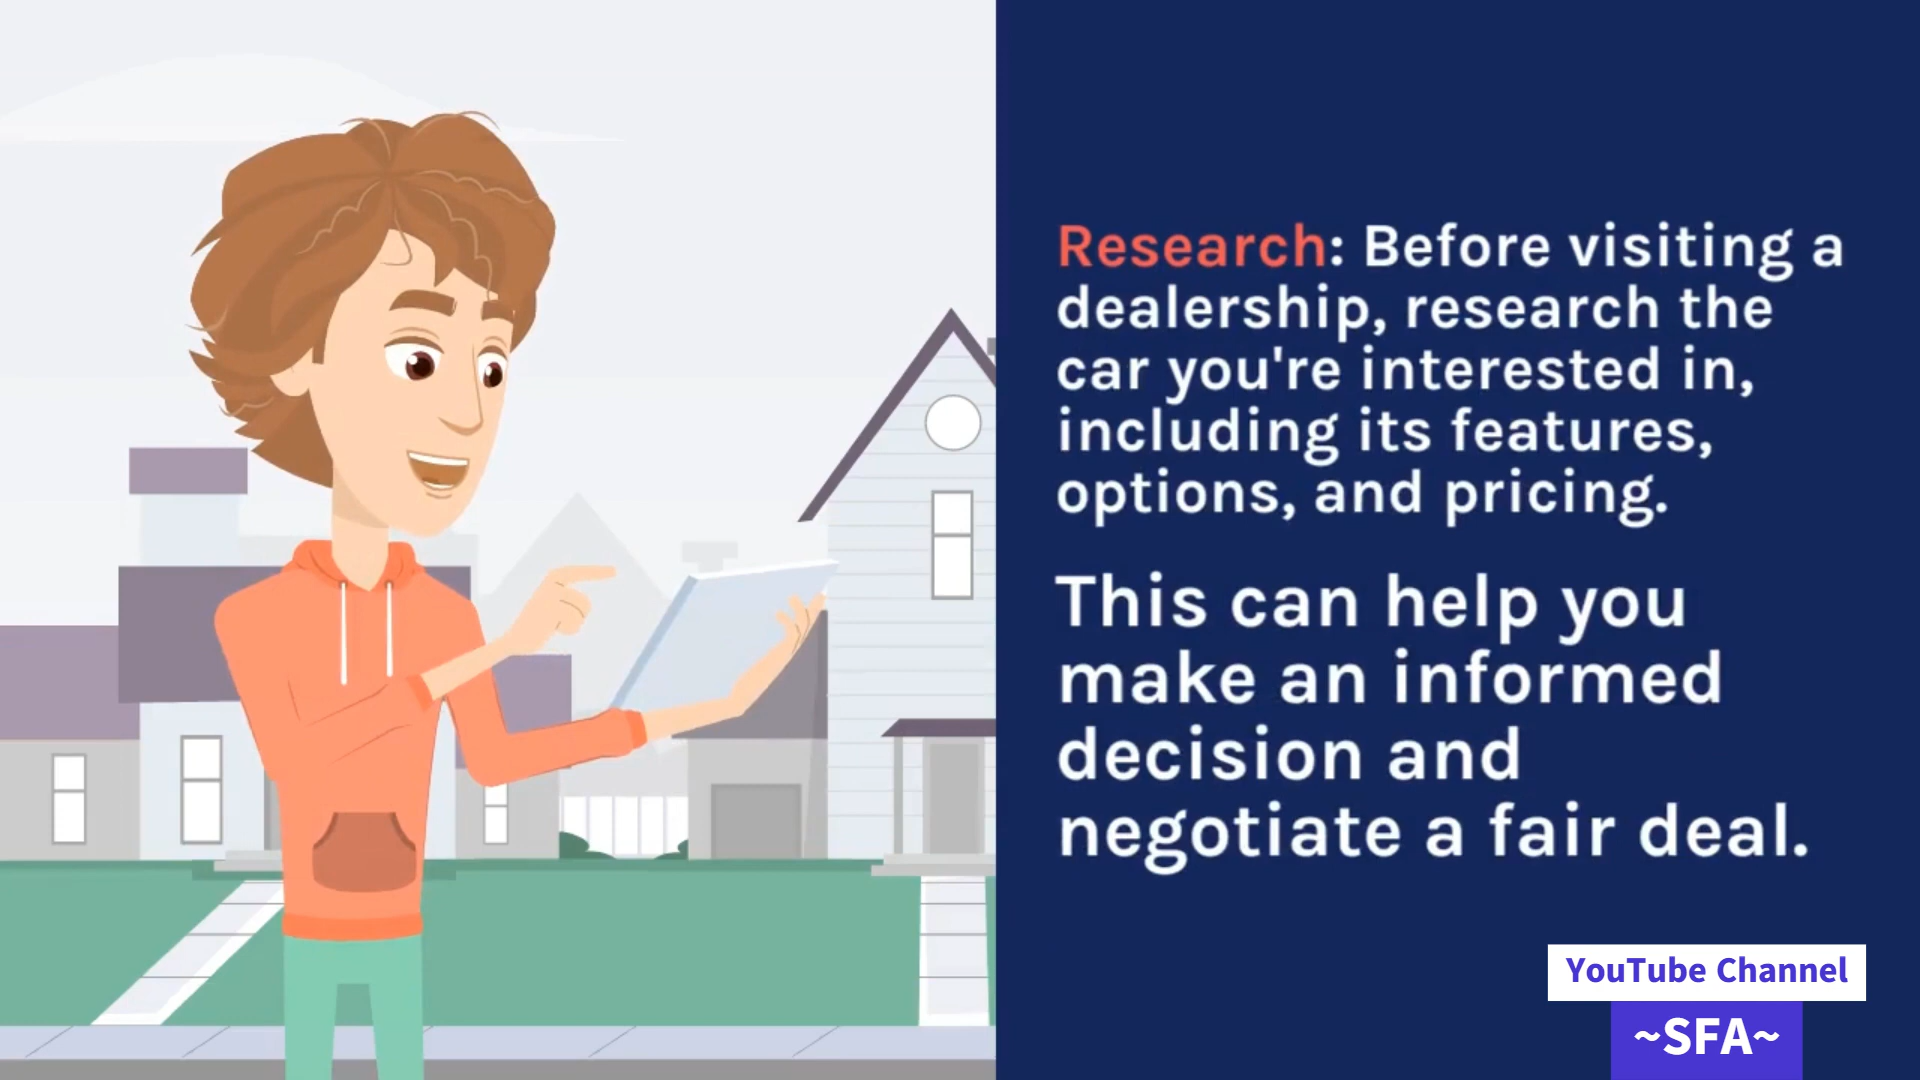 Research: Before visiting a
dealership, research the
car you're interested in,
including its features,
options, and pricing.
This can help you
make an informed
decision and
negotiate a fair deal.
YouTube Channel
~SFA~